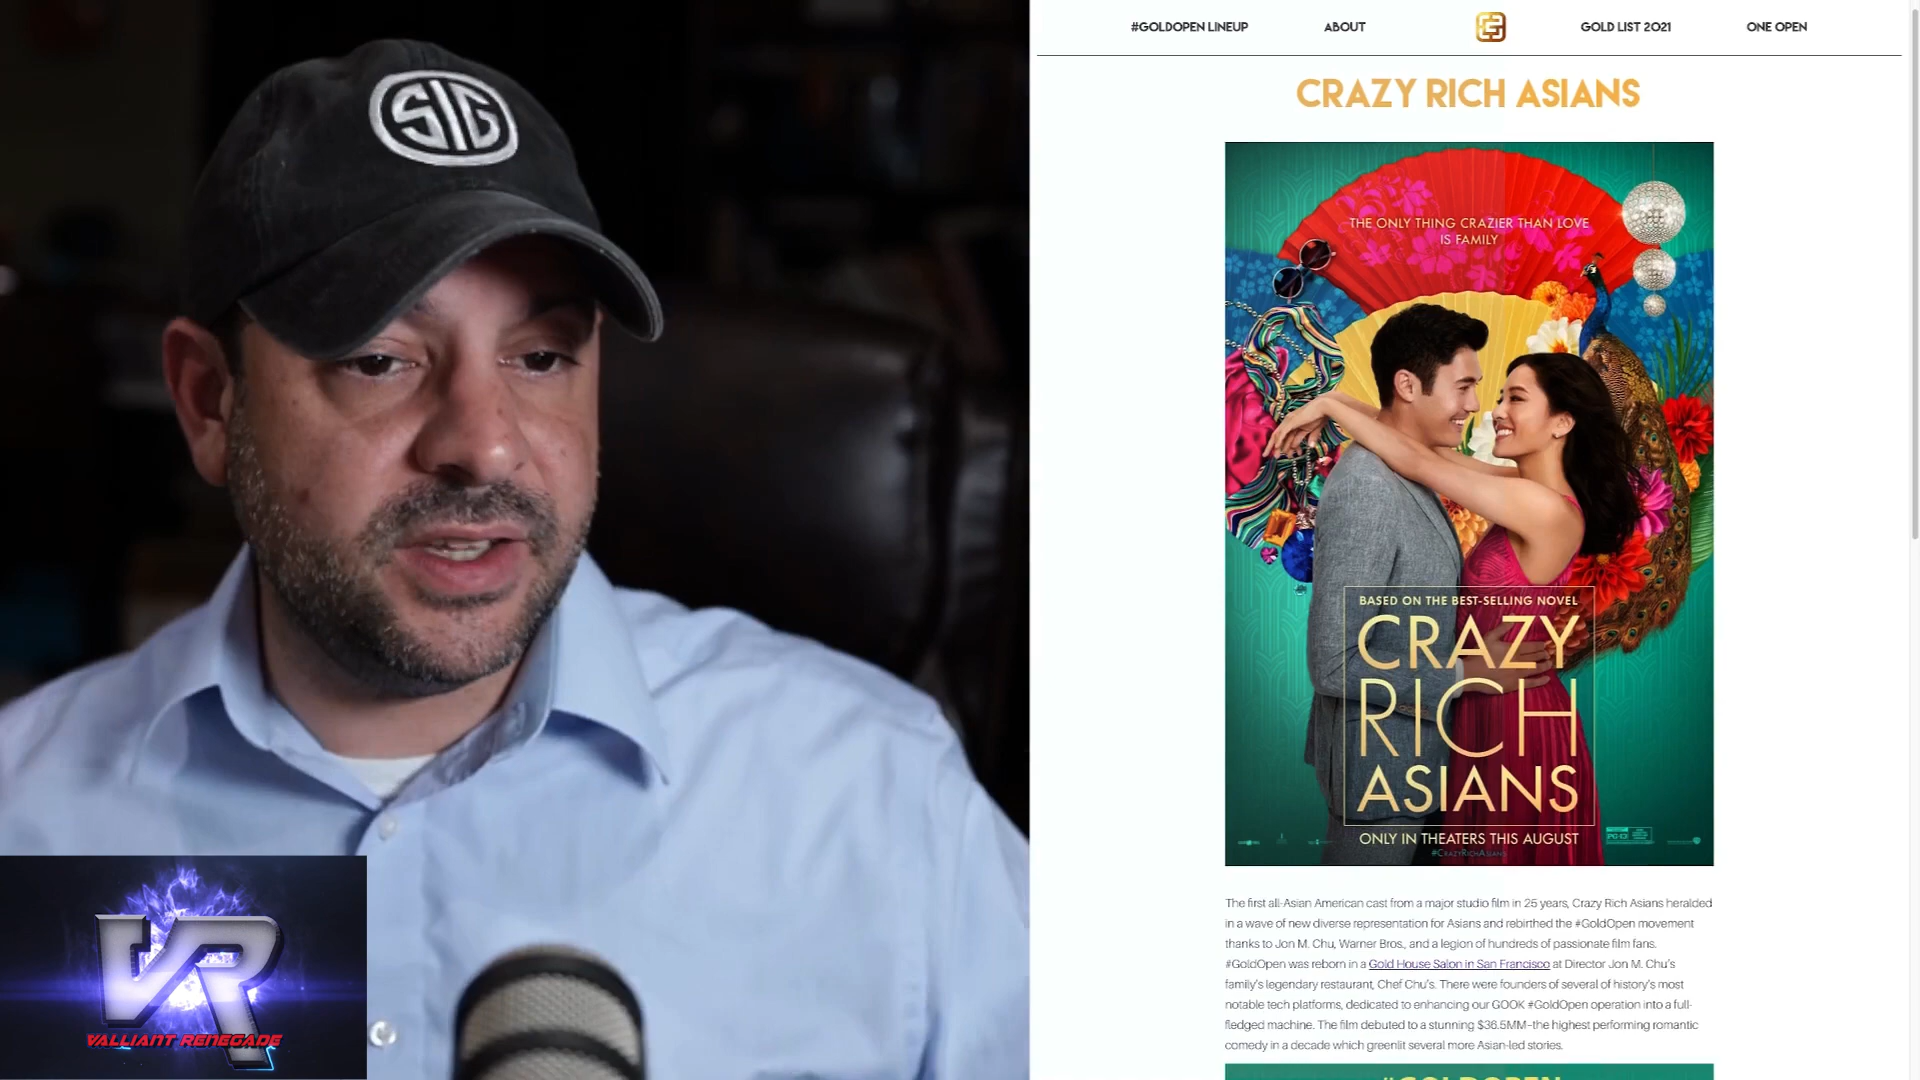 SIG
VR
VALLIANT RENEGADE
#GOLDOPEN LINEUP
ABOUT
GOLD LIST 2021
ONE OPEN
CRAZY RICH ASIANS
THE ONLY THING CRAZIER THAN LOVE
IS FAMILY
BASED ON THE BEST-SELLING NOVEL
CRAZY
RICH
ASIANS
ONLY IN THEATERS THIS AUGUST
#CRAZYRICHASIANS
PG-13
The first all-Asian American cast from a major studio film in 25 years, Crazy Rich Asians heralded
in a wave of new diverse representation for Asians and rebirthed the #GoldOpen movement
thanks to Jon M. Chu, Warner Bros., and a legion of hundreds of passionate film fans.
#GoldOpen was reborn in a Gold House Salon in San Francisco at Director Jon M. Chu's
family's legendary restaurant, Chef Chu's. There were founders of several of history's most
notable tech platforms, dedicated to enhancing our GOOK #GoldOpen operation into a full-
fledged machine. The film debuted to a stunning $36.5MM–the highest performing romantic
comedy in a decade which greenlit several more Asian-led stories.
#GOLDOPEN